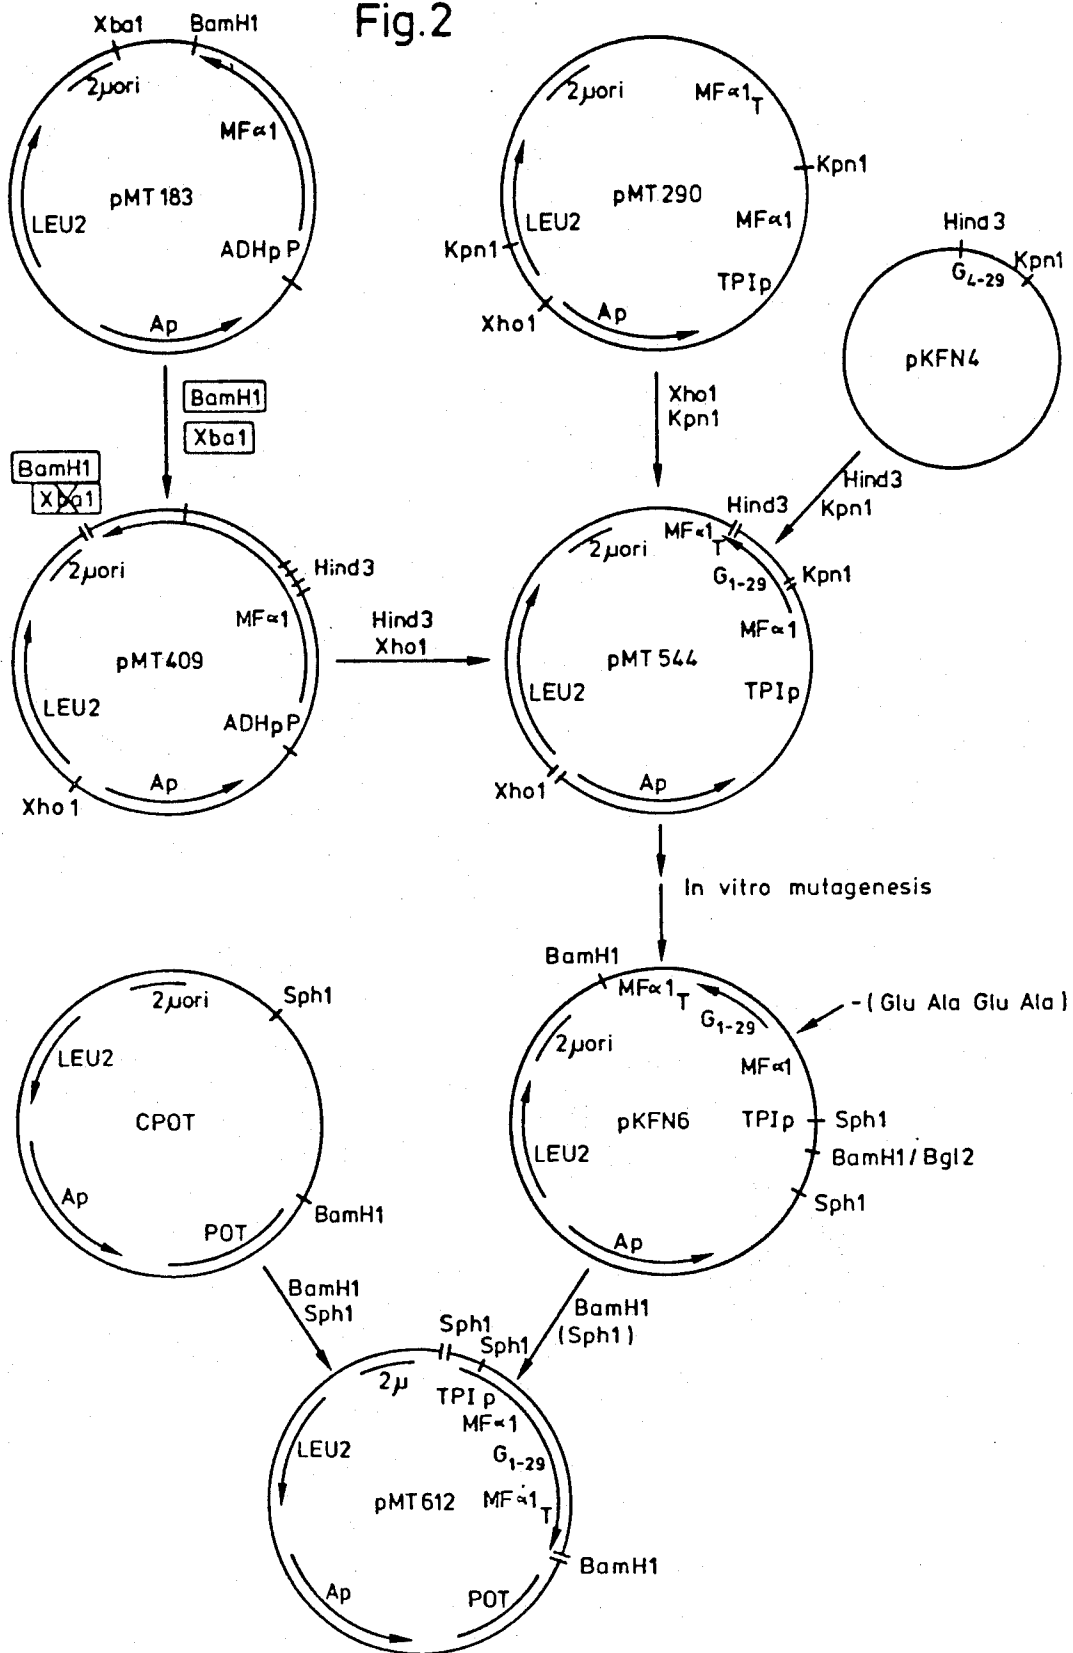 Fig.2
Xba1
BamH1
2µori
MFα1
pMT183
LEU2
ADHp P
Ap
2µori
MFα1T
Kpn1
pMT290
LEU2
MFα1
Kpn1
TPIp
Xho1
Ap
Hind3
Kpn1
G4-29
pKFN4
BamH1
Xba1
Xho1
Kpn1
Hind3
Kpn1
BamH1
Xba1
2µori
Hind3
MFα1
pMT409
LEU2
ADHp P
Ap
Xho1
Hind3
Xho1
Hind3
MFα1T
2µori
G1-29
Kpn1
MFα1
pMT544
LEU2
TPIp
Ap
Xho1
In vitro mutagenesis
2µori
Sph1
LEU2
CPOT
Ap
POT
BamH1
BamH1
MFα1T
G1-29
-(Glu Ala Glu Ala)
2µori
MFα1
pKFN6
TPIp
Sph1
LEU2
BamH1/Bgl2
Sph1
Ap
BamH1
Sph1
BamH1
(Sph1)
Sph1
Sph1
2µ
TPI p
MFα1
LEU2
G1-29
pMT612
MFα1T
BamH1
Ap
POT